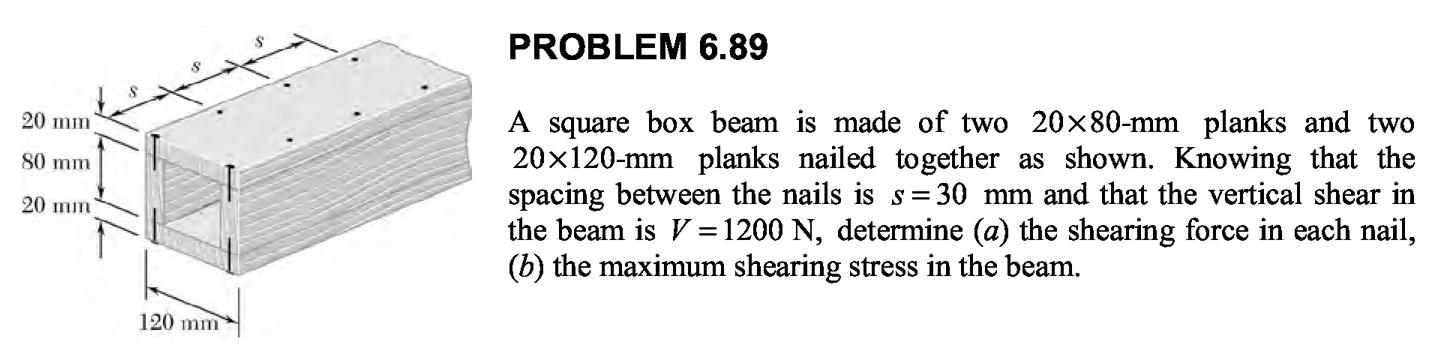 PROBLEM 6.89
A square box beam is made of two 20×80-mm planks and two
20×120-mm planks nailed together as shown. Knowing that the
spacing between the nails is s = 30 mm and that the vertical shear in
the beam is V = 1200 N, determine (a) the shearing force in each nail,
(b) the maximum shearing stress in the beam.
s
s
s
20 mm
80 mm
20 mm
120 mm